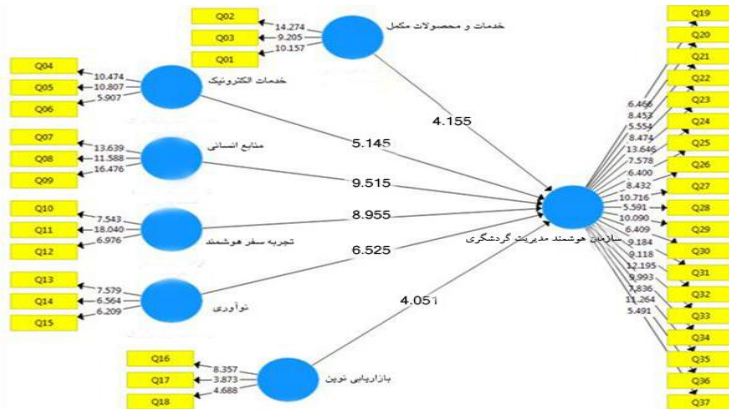 Q02
Q03
Q01
14.274
9.205
10.157
خدمات و محصولات مکمل
4.155
Q04
Q05
Q06
10.474
10.807
5.907
خدمات الکترونیک
5.145
Q07
Q08
Q09
13.639
11.588
16.476
منابع انسانی
9.515
Q10
Q11
Q12
7.543
18.040
6.976
تجربه سفر هوشمند
8.955
Q13
Q14
Q15
7.579
6.564
6.209
نوآوری
6.525
Q16
Q17
Q18
8.357
3.873
4.688
بازاریابی نوین
4.051
سازمان هوشمند مدیریت گردشگری
6.466
8.453
5.554
8.474
13.646
7.578
6.400
8.432
10.716
5.591
10.090
6.409
9.184
9.118
12.195
9.993
7.836
11.264
5.491
Q19
Q20
Q21
Q22
Q23
Q24
Q25
Q26
Q27
Q28
Q29
Q30
Q31
Q32
Q33
Q34
Q35
Q36
Q37